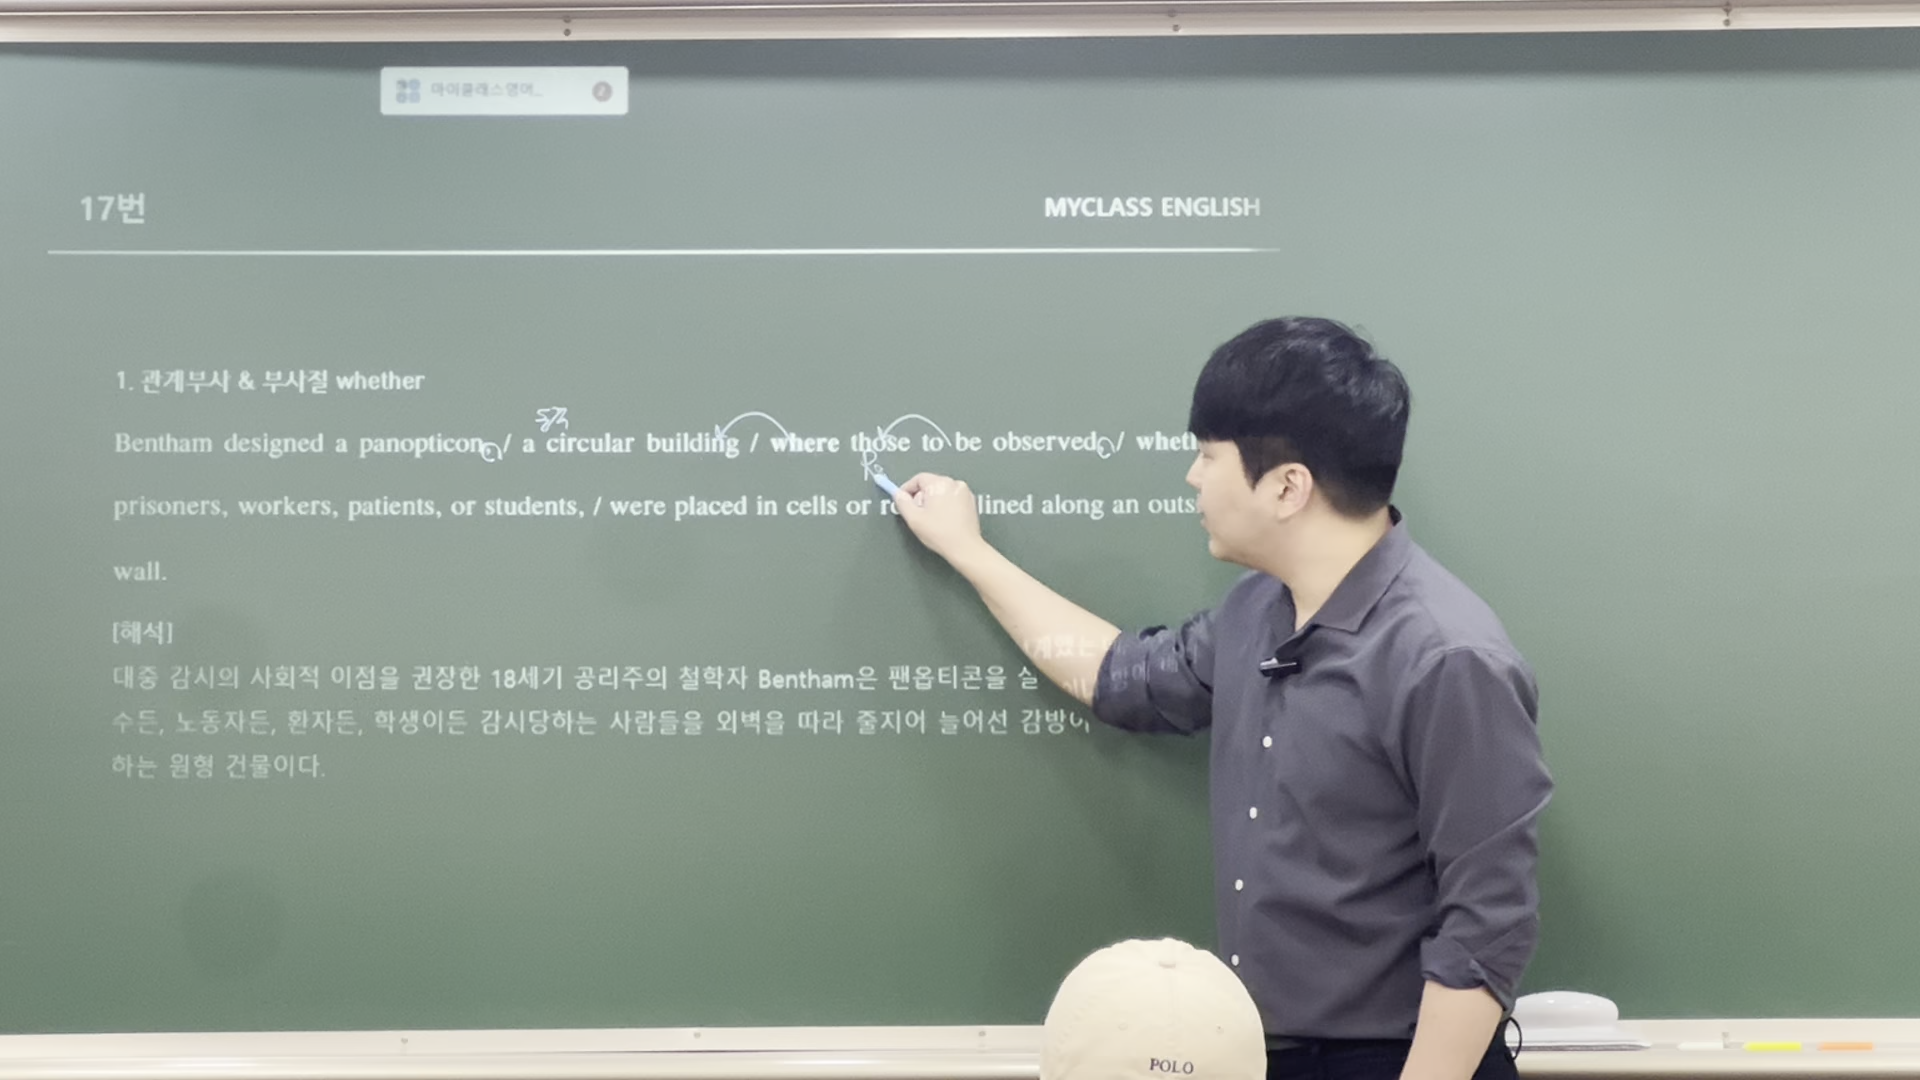 마이클래스영어_
17번
MYCLASS ENGLISH
1. 관계부사 & 부사절 whether
동격
Bentham designed a panopticon, / a circular building / where those to be observed, / wheth
prisoners, workers, patients, or students, / were placed in cells or lined along an outs
wall.
[해석]
대중 감시의 사회적 이점을 권장한 18세기 공리주의 철학자 Bentham은 팬옵티콘을 설
수든, 노동자든, 환자든, 학생이든 감시당하는 사람들을 외벽을 따라 줄지어 늘어선 감방이
하는 원형 건물이다.
POLO